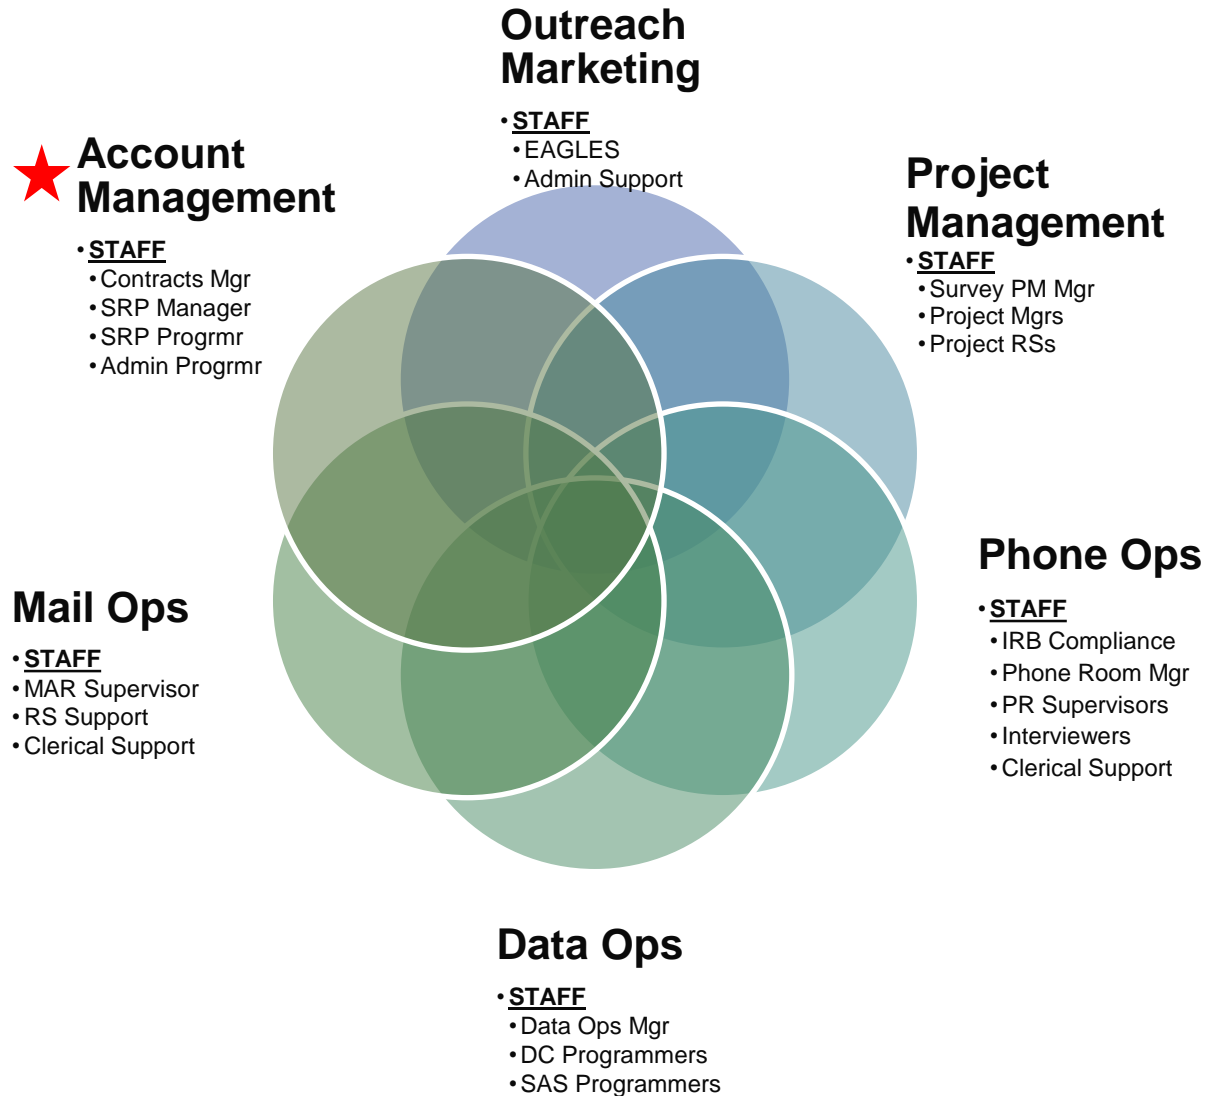 Outreach
Marketing
• STAFF
• EAGLES
• Admin Support
Account
Management
• STAFF
• Contracts Mgr
• SRP Manager
• SRP Progrmr
• Admin Progrmr
Project
Management
• STAFF
• Survey PM Mgr
• Project Mgrs
• Project RSs
Phone Ops
• STAFF
• IRB Compliance
• Phone Room Mgr
• PR Supervisors
• Interviewers
• Clerical Support
Mail Ops
• STAFF
• MAR Supervisor
• RS Support
• Clerical Support
Data Ops
• STAFF
• Data Ops Mgr
• DC Programmers
• SAS Programmers